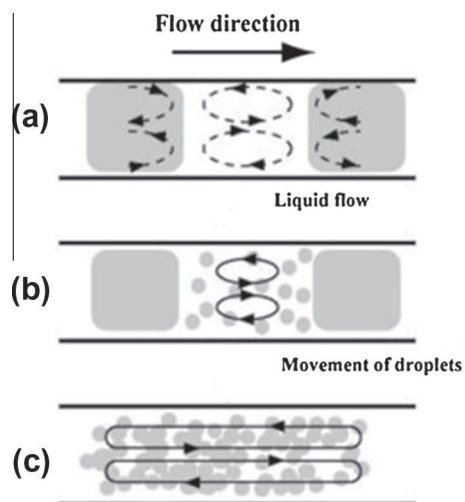 Flow direction
(a)
Liquid flow
(b)
Movement of droplets
(c)